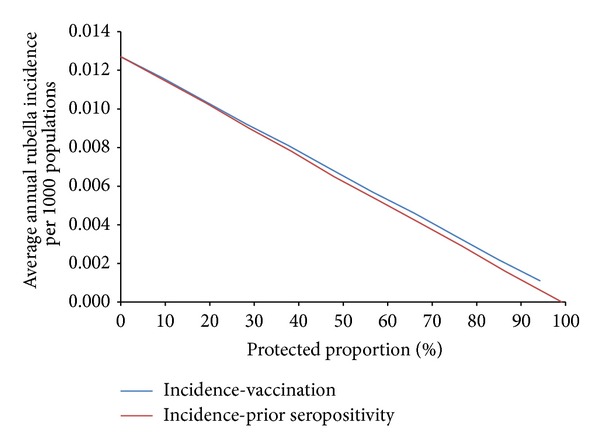 Average annual rubella incidence
per 1000 populations
0.014
0.012
0.010
0.008
0.006
0.004
0.002
0.000
0 10 20 30 40 50 60 70 80 90 100
Protected proportion (%)
Incidence-vaccination
Incidence-prior seropositivity